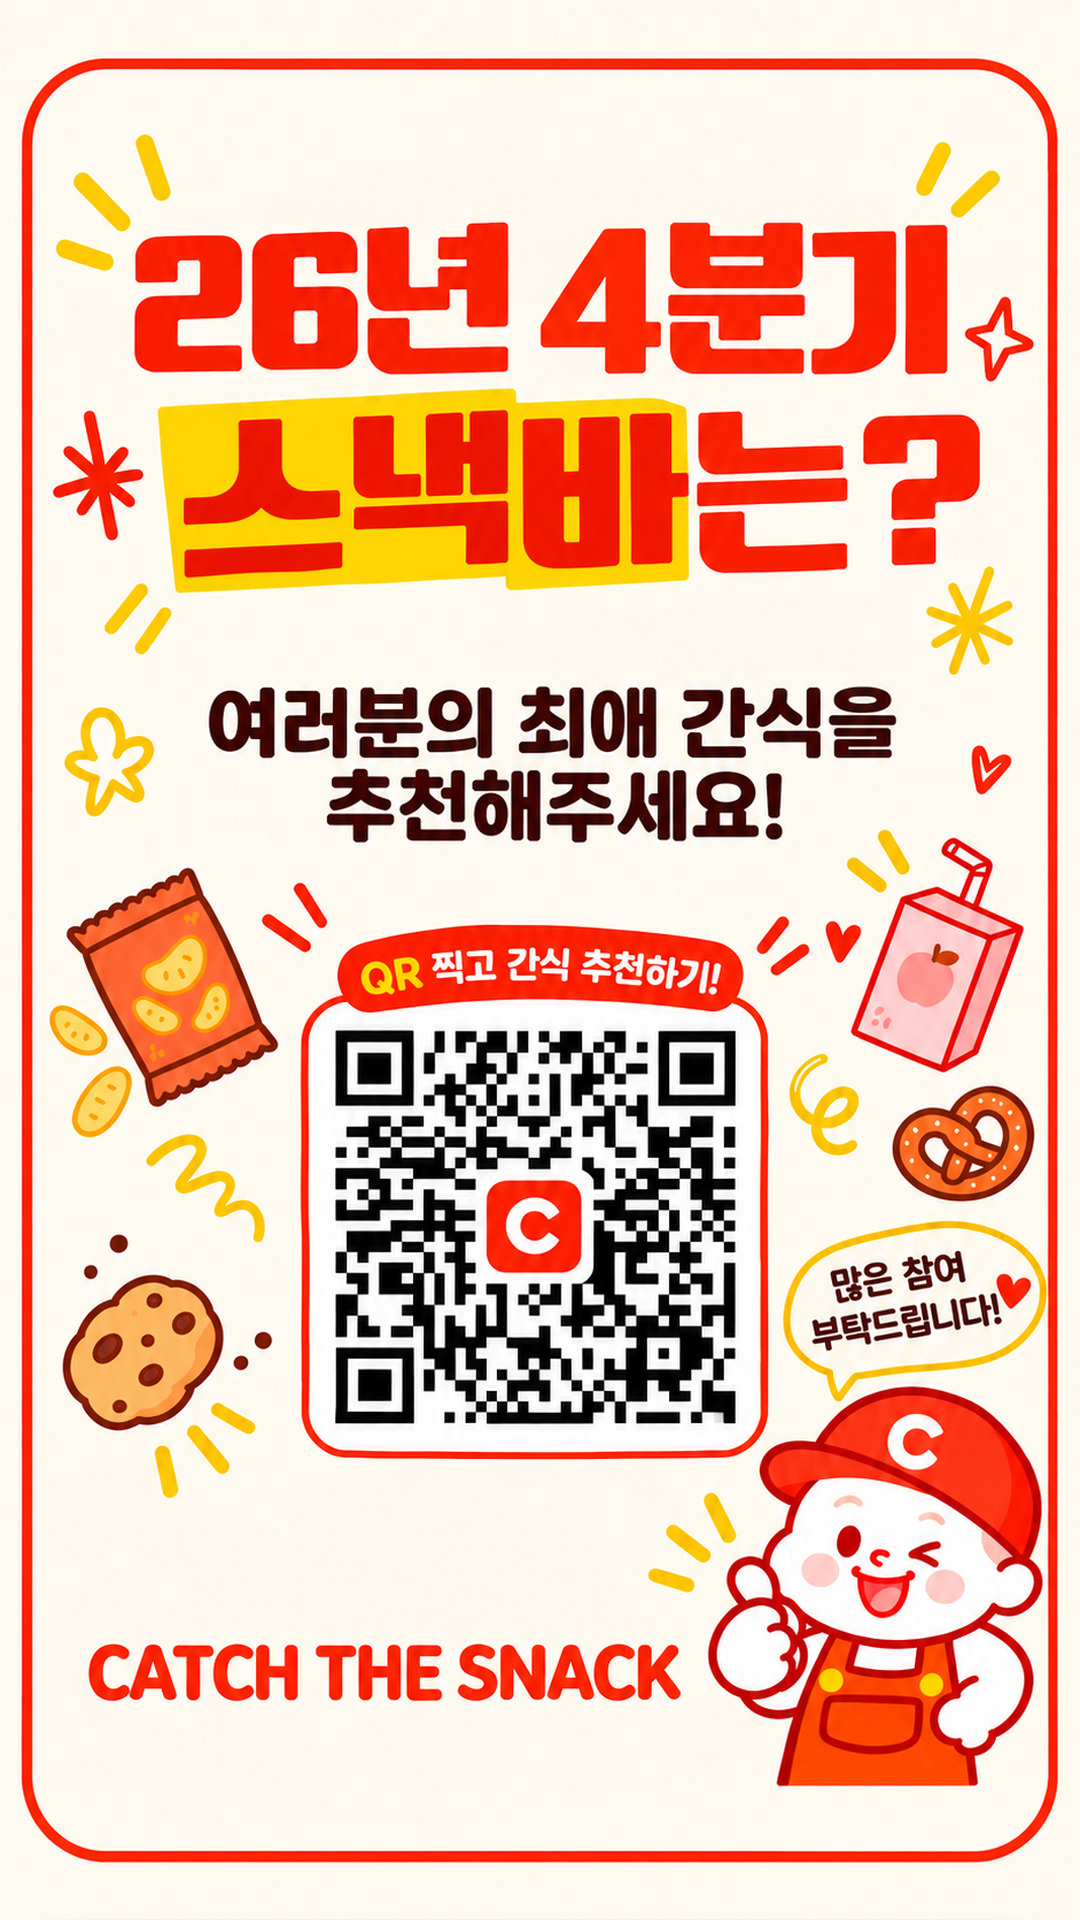 26년 4분기
스낵바는?
여러분의 최애 간식을
추천해주세요!
QR 찍고 간식 추천하기!
C
많은 참여
부탁드립니다!
C
CATCH THE SNACK